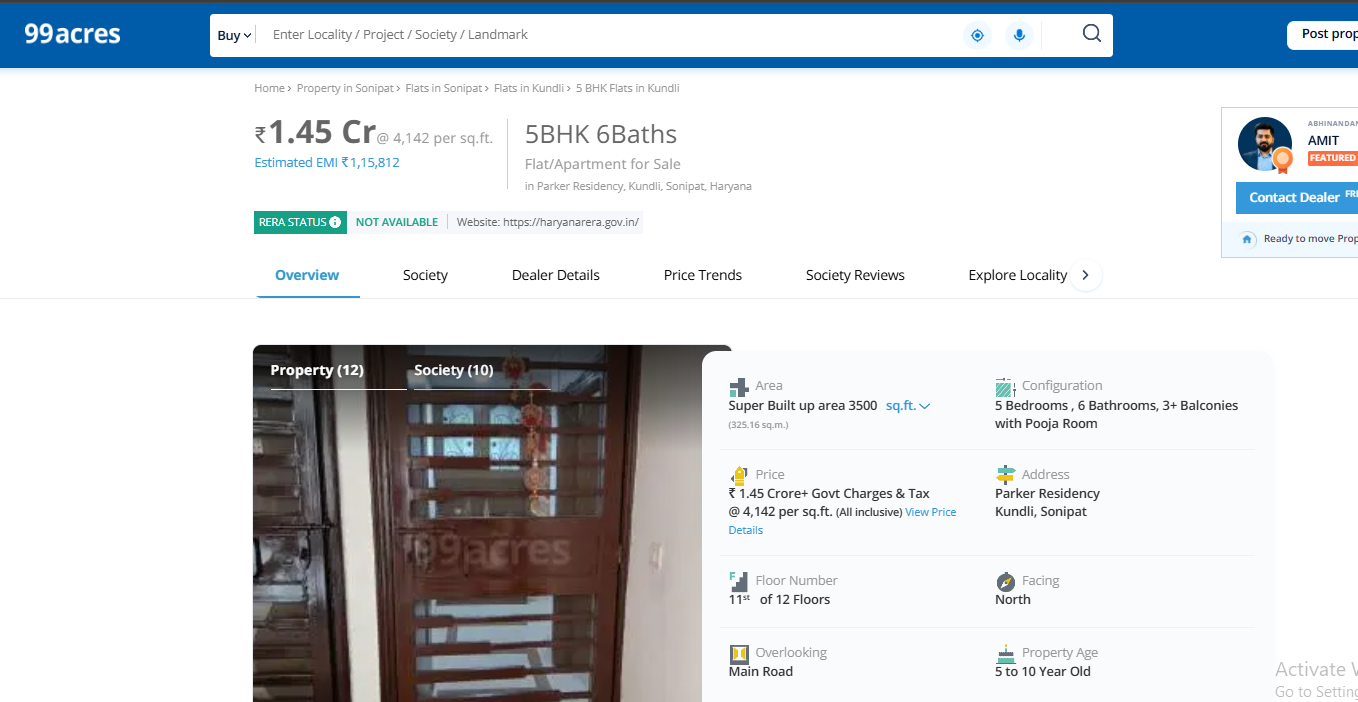 99acres
Buy
Enter Locality / Project / Society / Landmark
Home › Property in Sonipat › Flats in Sonipat › Flats in Kundli › 5 BHK Flats in Kundli
₹1.45 Cr @ 4,142 per sq.ft.
Estimated EMI ₹1,15,812
5BHK 6Baths
Flat/Apartment for Sale
in Parker Residency, Kundli, Sonipat, Haryana
AMIT
FEATURED
Contact Dealer
Ready to move
RERA STATUS NOT AVAILABLE Website: https://haryanarera.gov.in/
Overview Society Dealer Details Price Trends Society Reviews Explore Locality
Property (12) Society (10)
99acres
Area
Super Built up area 3500 sq.ft.
(325.16 sq.m.)
Configuration
5 Bedrooms , 6 Bathrooms, 3+ Balconies
with Pooja Room
Price
₹ 1.45 Crore+ Govt Charges & Tax
@ 4,142 per sq.ft. (All inclusive) View Price
Details
Address
Parker Residency
Kundli, Sonipat
F Floor Number
11st of 12 Floors
Facing
North
Overlooking
Main Road
Property Age
5 to 10 Year Old
Activate
Go to